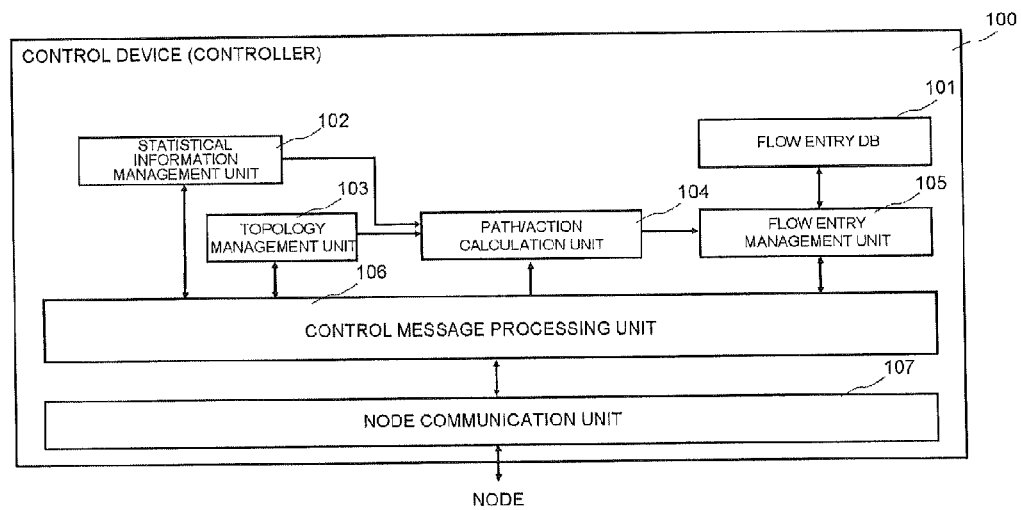 100
CONTROL DEVICE (CONTROLLER)
101
102
STATISTICAL
INFORMATION
MANAGEMENT UNIT
FLOW ENTRY DB
103
104
105
TOPOLOGY
MANAGEMENT UNIT
PATH/ACTION
CALCULATION UNIT
FLOW ENTRY
MANAGEMENT UNIT
106
CONTROL MESSAGE PROCESSING UNIT
107
NODE COMMUNICATION UNIT
NODE